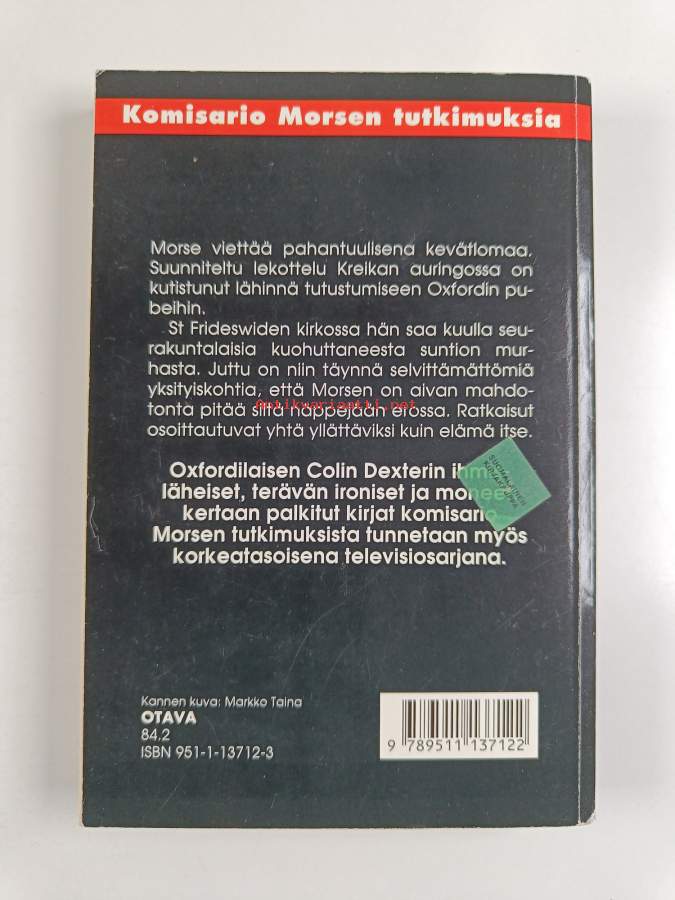 Komisario Morsen tutkimuksia
Morse viettää pahantuulisena kevätlomaa.
Suunniteltu lekottelu Kreikan auringossa on
kutistunut lähinnä tutustumiseen Oxfordin pu-
beihin.
St Frideswiden kirkossa hän saa kuulla seu-
rakuntalaisia kuohuttaneesta suntion mur-
hasta. Juttu on niin täynnä selvittämättömiä
yksityiskohtia, että Morsen on aivan mahdo-
tonta pitää siitä näppejään erossa. Ratkaisut
Antikvariaatti.net
osoittautuvat yhtä yllättäviksi kuin elämä itse.
Oxfordilaisen Colin Dexterin
läheiset, terävän ironiset ja
kertaan palkitut kirjat komisario
Morsen tutkimuksista tunnetaan myös
korkeatasoisena televisiosarjana.
SUOMALAINEN
KIRJAKAUPPA
Kannen kuva: Markko Taina
OTAVA
84.2
ISBN 951-1-13712-3
9 789511 137122